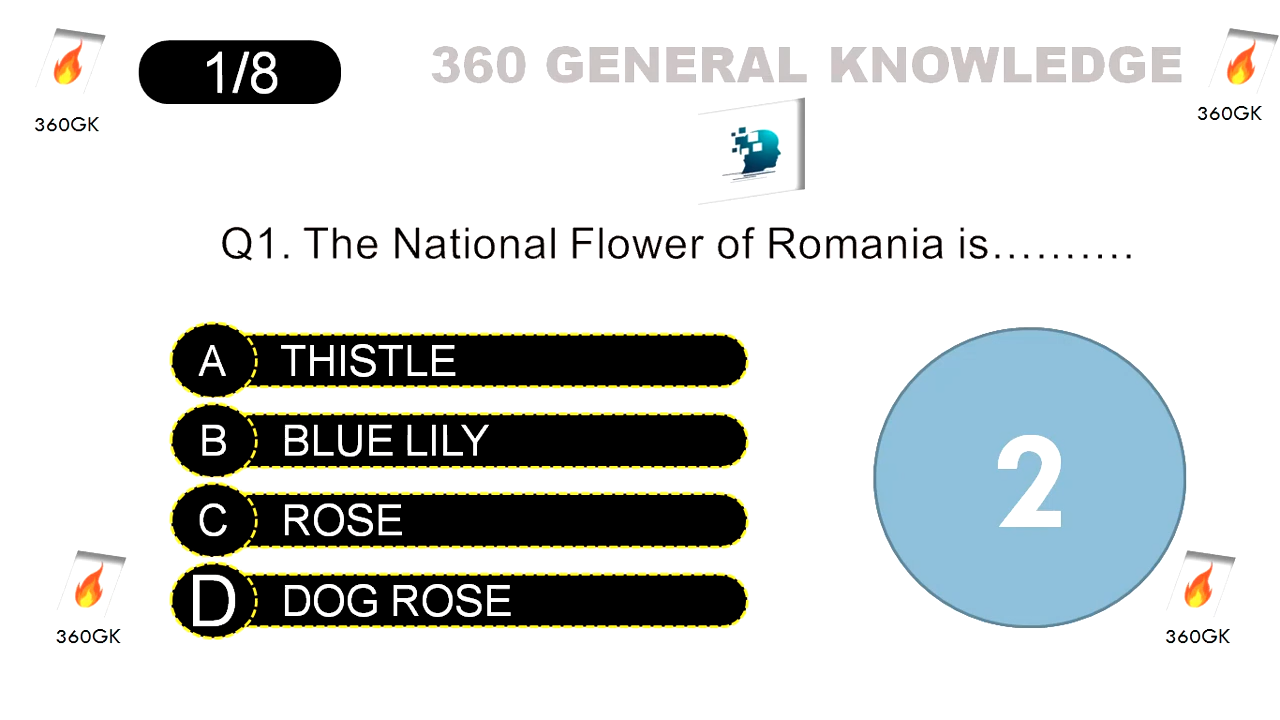 1/8
360 GENERAL KNOWLEDGE
360GK
360GK
Q1. The National Flower of Romania is..........
A THISTLE
B BLUE LILY
C ROSE
D DOG ROSE
2
360GK
360GK